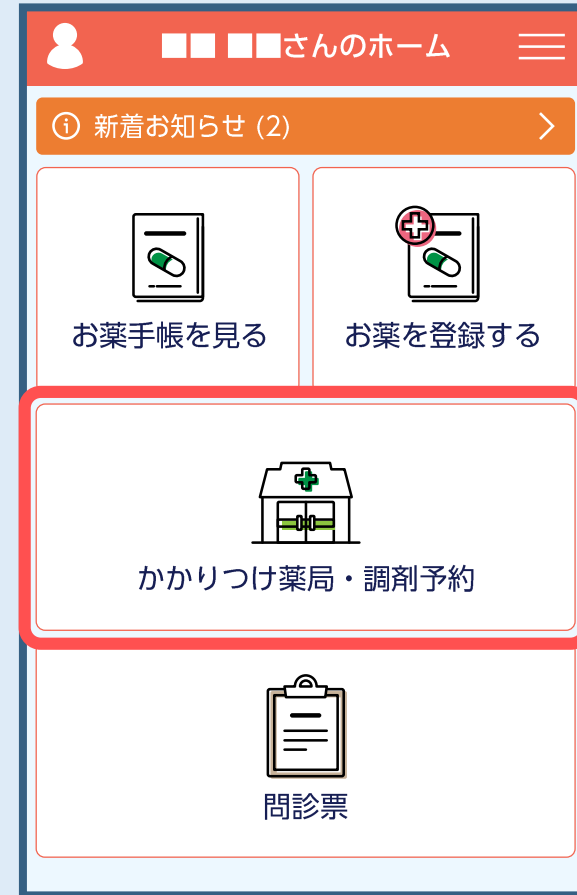 ■■ ■■さんのホーム
新着お知らせ (2)
お薬手帳を見る
お薬を登録する
かかりつけ薬局・調剤予約
問診票